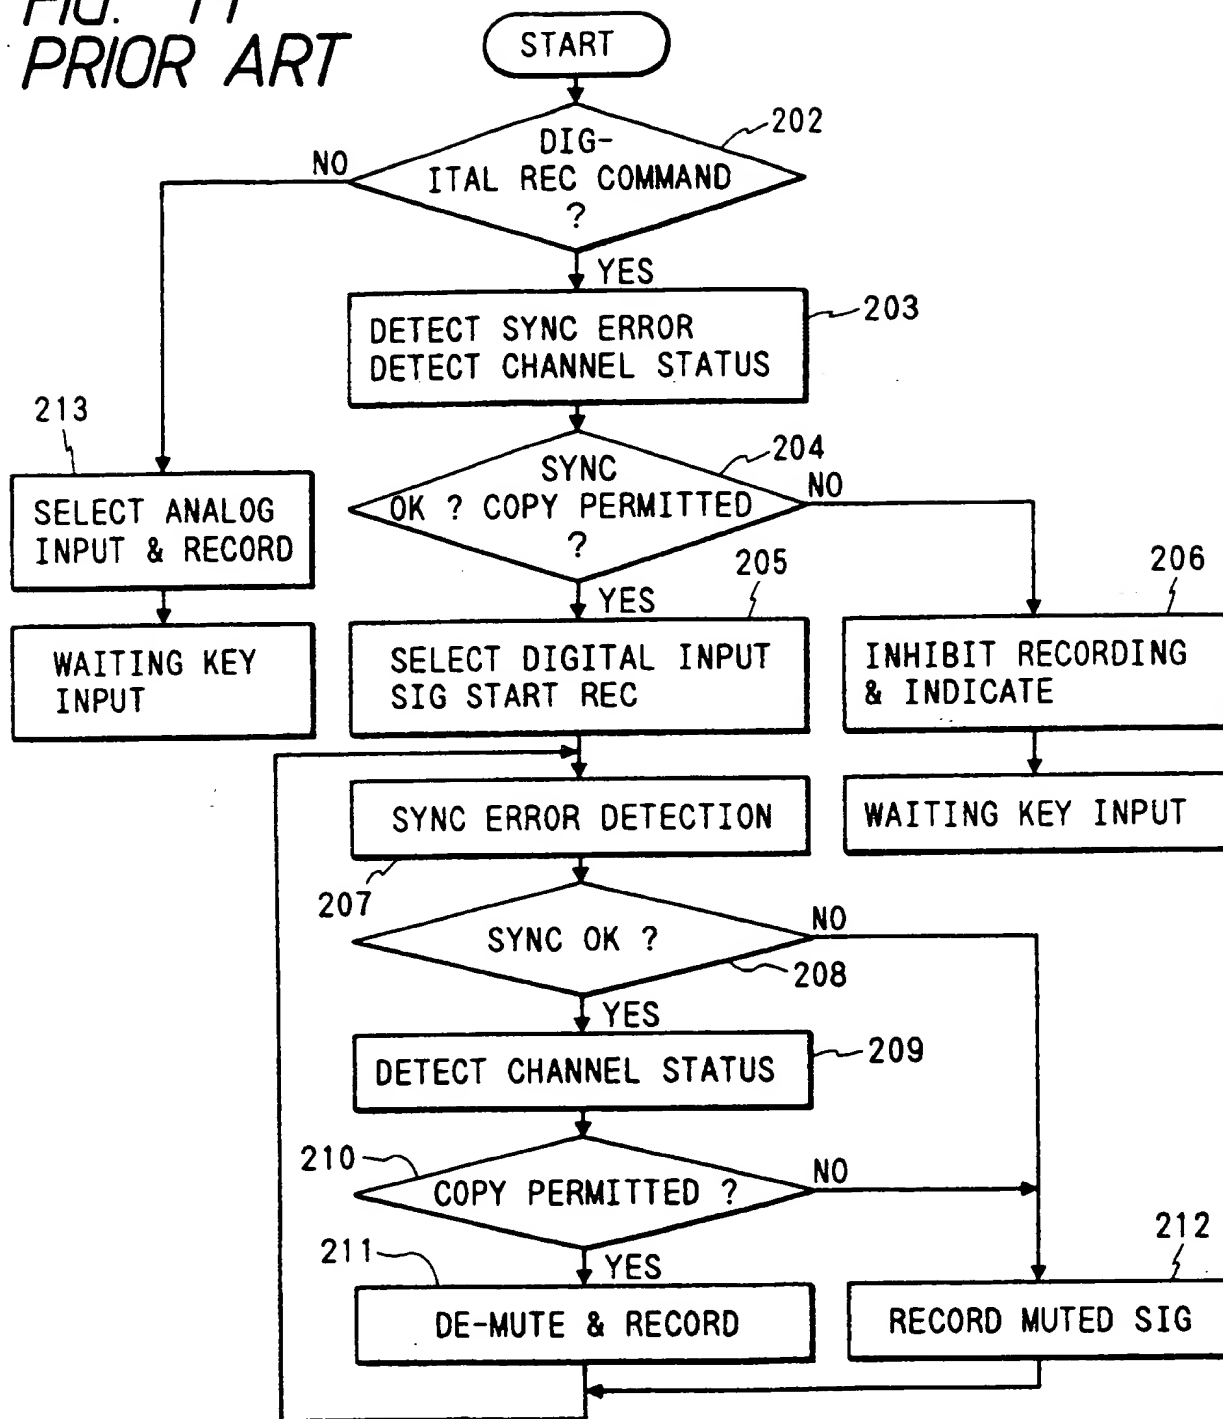 FIG. 11
PRIOR ART
START
202
DIG-
ITAL REC COMMAND
?
NO
YES
203
DETECT SYNC ERROR
DETECT CHANNEL STATUS
213
204
SYNC
OK ? COPY PERMITTED
?
NO
SELECT ANALOG
INPUT & RECORD
YES
205
206
WAITING KEY
INPUT
SELECT DIGITAL INPUT
SIG START REC
INHIBIT RECORDING
& INDICATE
SYNC ERROR DETECTION
WAITING KEY INPUT
207
SYNC OK ?
NO
208
YES
DETECT CHANNEL STATUS
209
210
COPY PERMITTED ?
NO
211
YES
212
DE-MUTE & RECORD
RECORD MUTED SIG